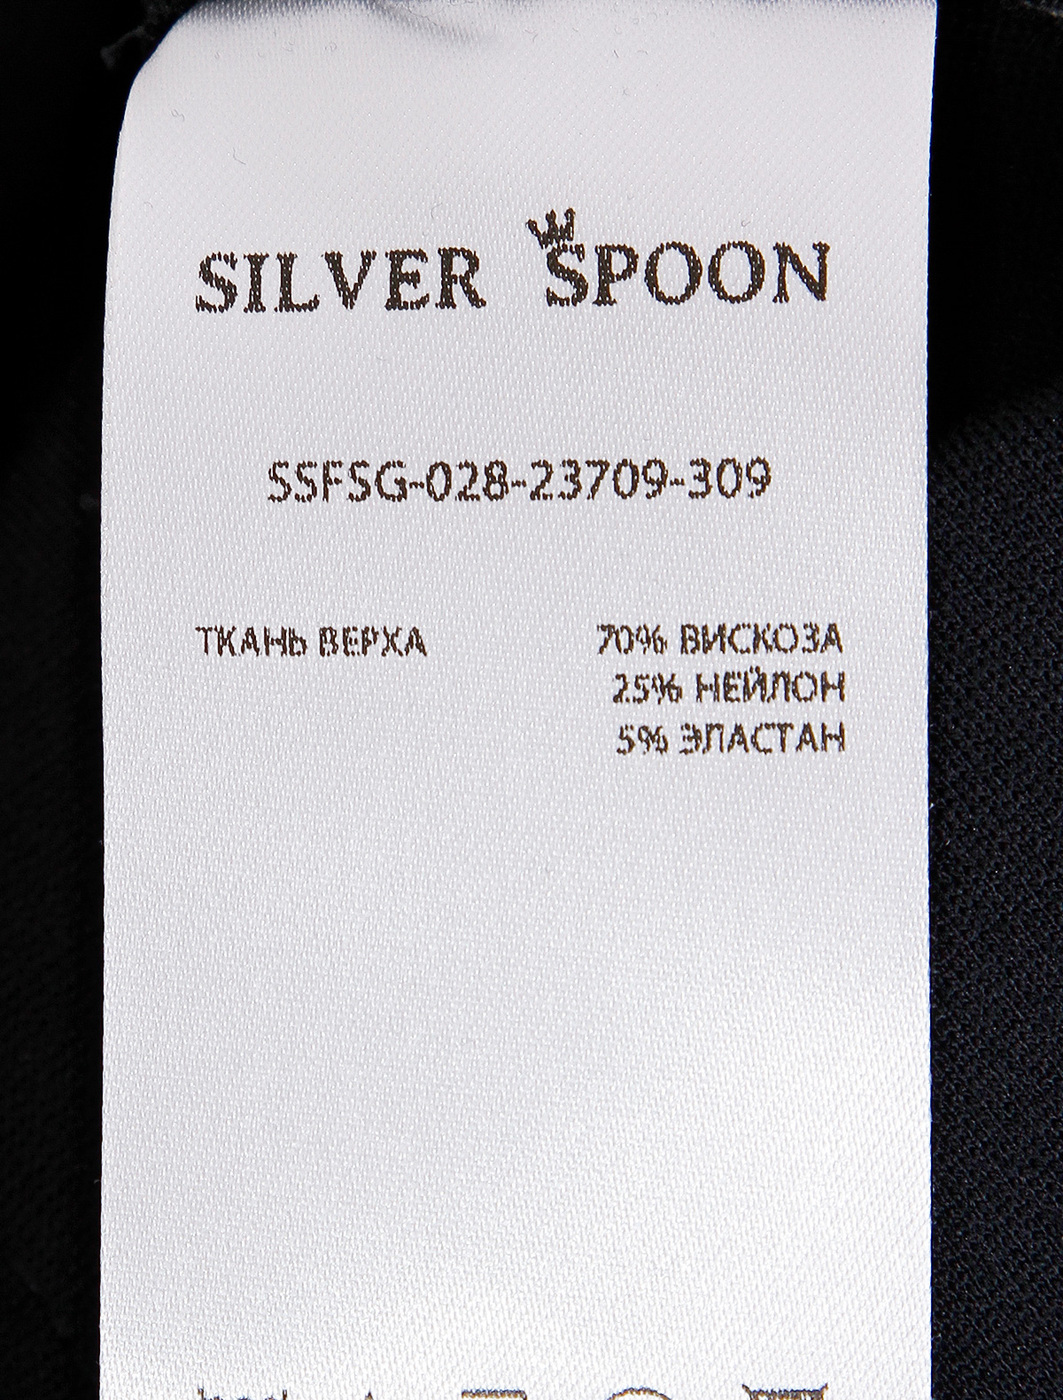 SILVER SPOON
SSFSG-028-23709-309
ТКАНЬ ВЕРХА 70% ВИСКОЗА
25% НЕЙЛОН
5% ЭЛАСТАН